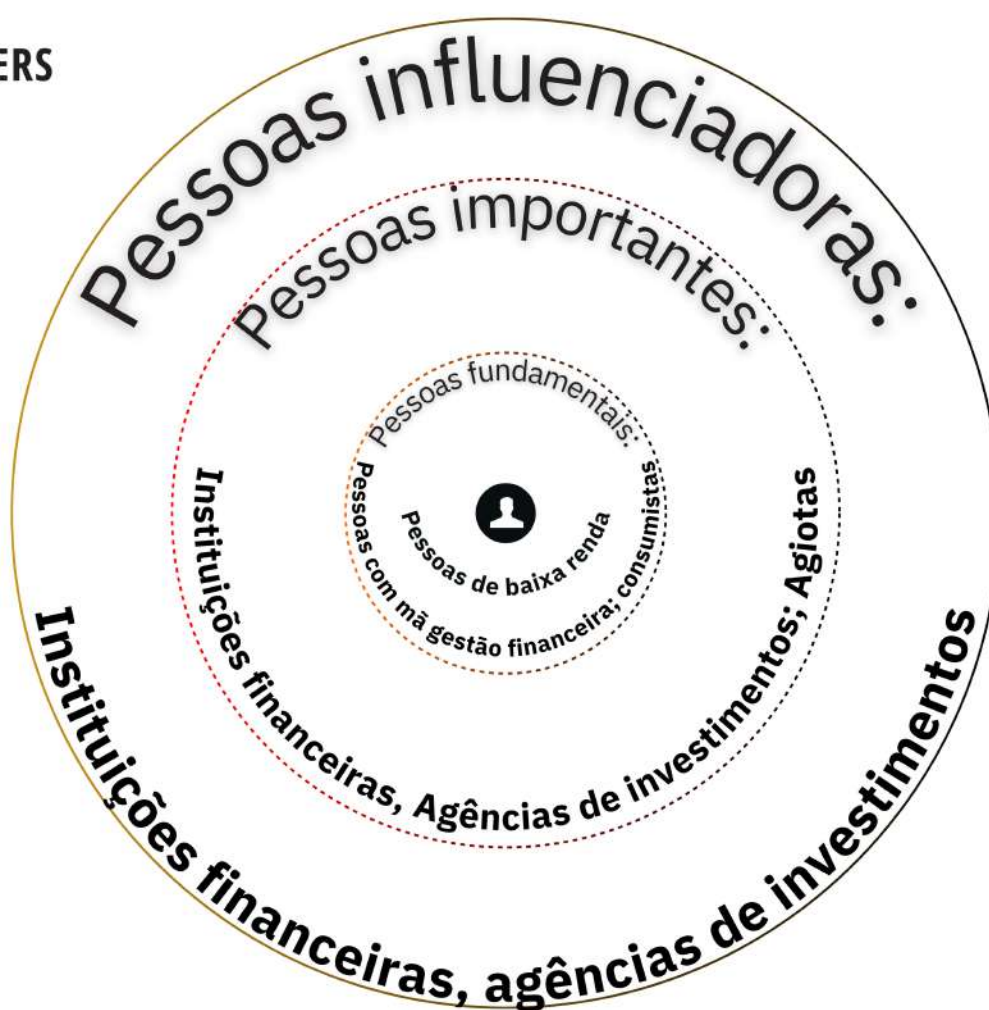 ERS
Pessoas influenciadoras:
Pessoas importantes:
Pessoas fundamentais:
Pessoas de baixa renda
Pessoas com mã gestão financeira; consumistas
Instituições financeiras, Agências de investimentos; Agiotas
Instituições financeiras, agências de investimentos